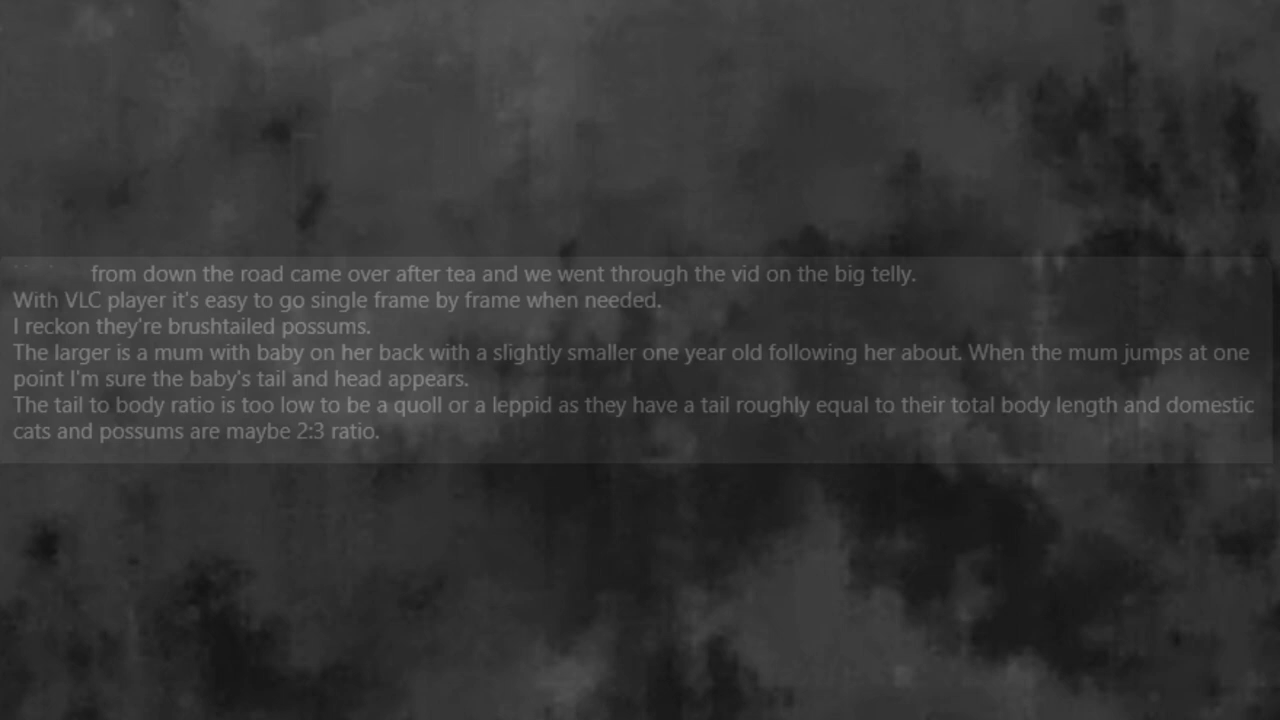 from down the road came over after tea and we went through the vid on the big telly.
With VLC player it's easy to go single frame by frame when needed.
I reckon they're brushtailed possums.
The larger is a mum with baby on her back with a slightly smaller one year old following her about. When the mum jumps at one
point I'm sure the baby's tail and head appears.
The tail to body ratio is too low to be a quoll or a leppid as they have a tail roughly equal to their total body length and domestic
cats and possums are maybe 2:3 ratio.